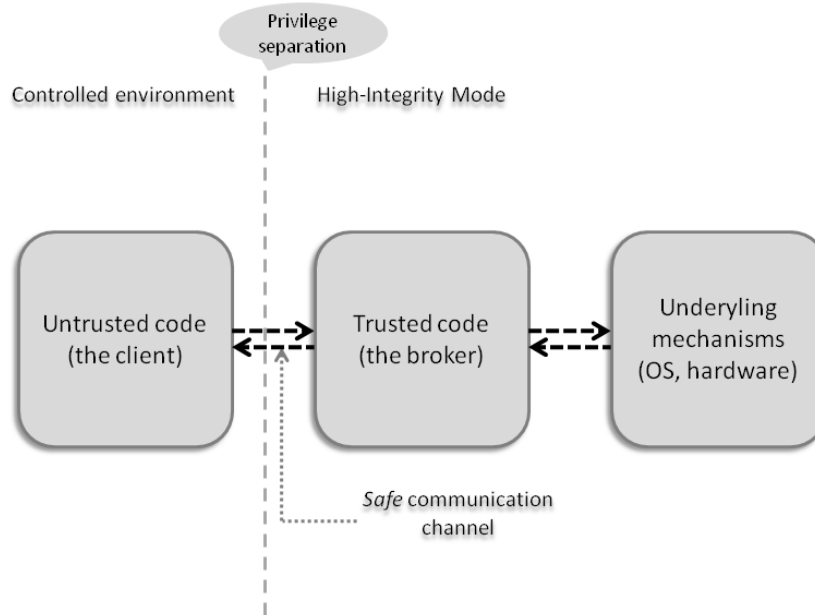 Privilege
separation
Controlled environment
High-Integrity Mode
Untrusted code
(the client)
Trusted code
(the broker)
Underyling
mechanisms
(OS, hardware)
Safe communication
channel